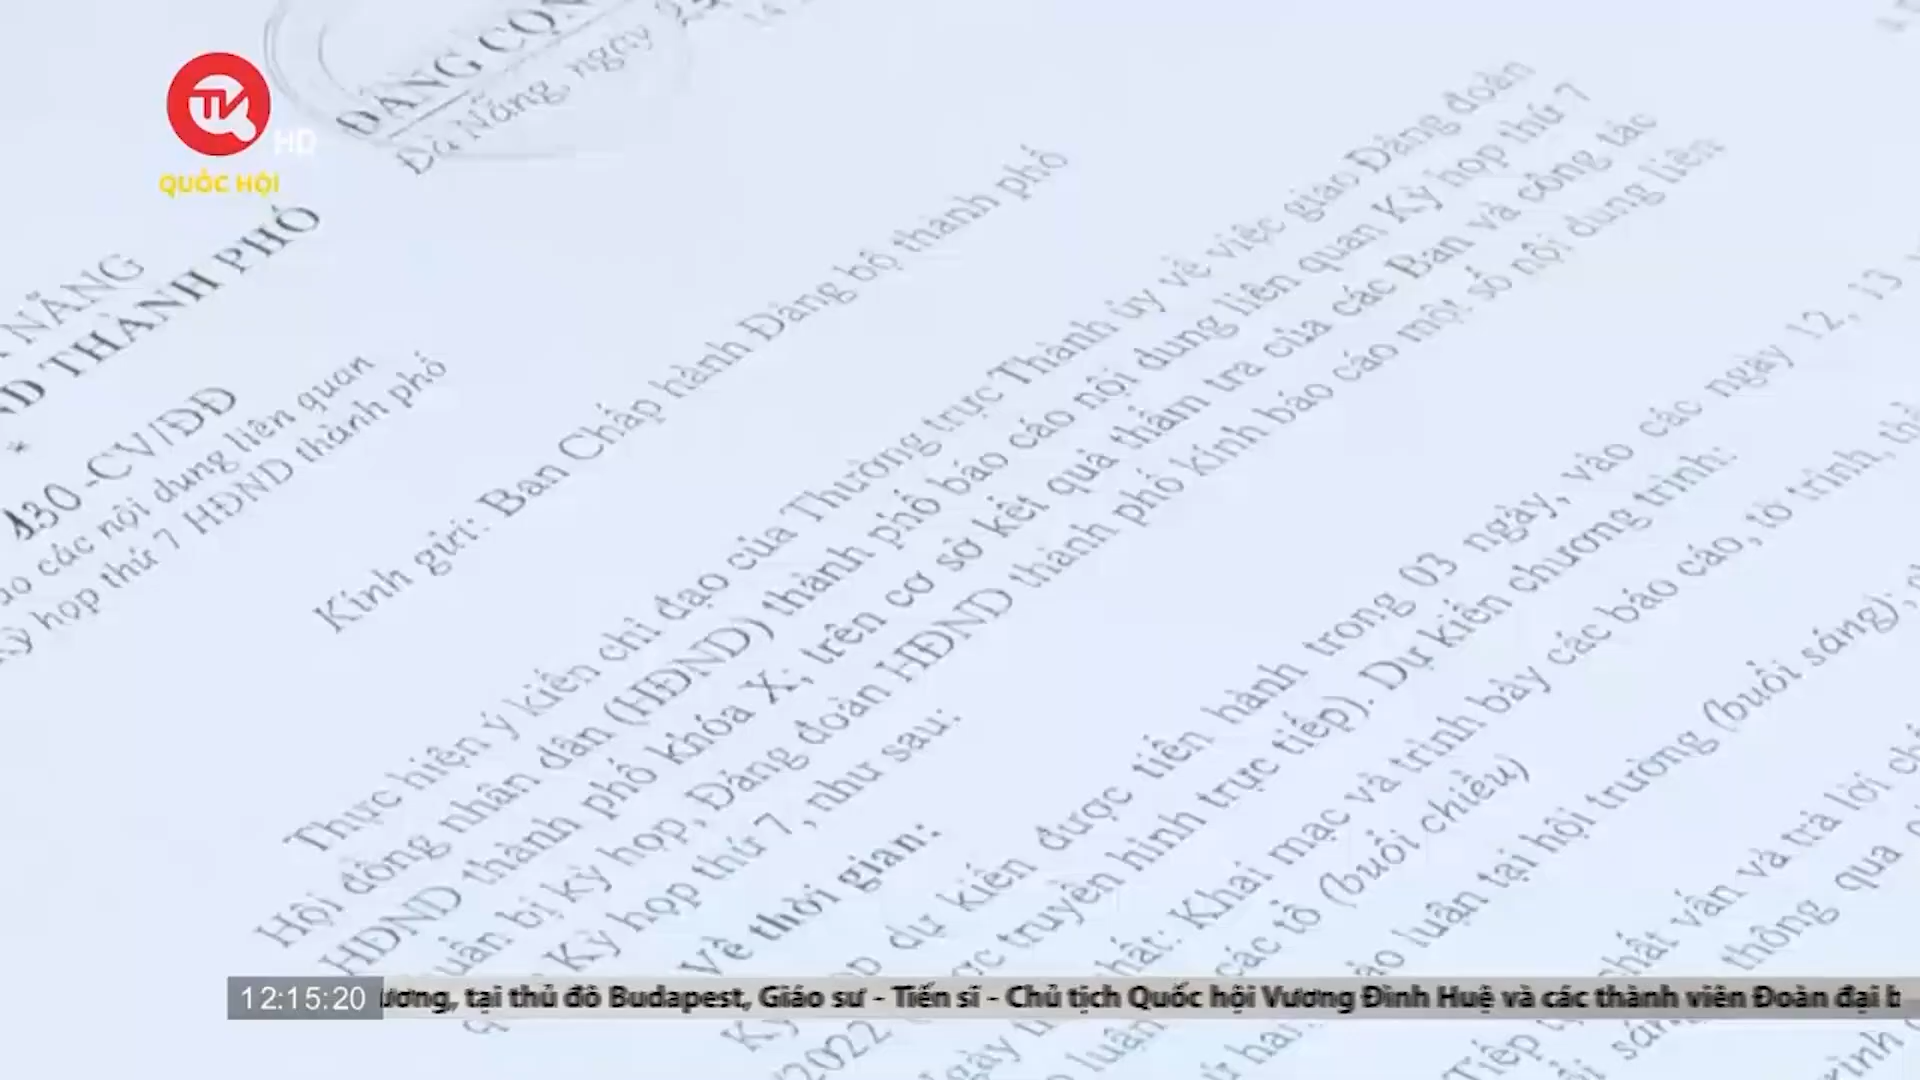 QUỐC HỘI
HD
ĐẢNG CỘN
Đà Nẵng, ngày
NẴNG
THÀNH PHỐ
*
130-CV/ĐĐ
các nội dung liên quan
kỳ họp thứ 7 HĐND thành phố
Kính gửi: Ban Chấp hành Đảng bộ thành phố
Thực hiện ý kiến chỉ đạo của Thường trực Thành ủy về việc giao Đảng đoàn
Hội đồng nhân dân (HĐND) thành phố báo cáo nội dung liên quan Kỳ họp thứ 7
HĐND thành phố khóa X; trên cơ sở kết quả thẩm tra của các Ban và công tác
bị kỳ họp, Đảng đoàn HĐND thành phố kính báo cáo một số nội dung liên
Kỳ họp thứ 7, như sau:
Về thời gian:
Kỳ dự kiến được tiến hành trong 03 ngày, vào các ngày 12, 13
/2022 truyền hình trực tiếp). Dự kiến chương trình:
Khai mạc và trình bày các báo cáo, tờ trình,
luận các tổ (buổi chiều)
luận tại hội trường (buổi sáng);
Tiếp chất vấn và trả lời
thông qua
12:15:20
ương, tại thủ đô Budapest, Giáo sư - Tiến sĩ - Chủ tịch Quốc hội Vương Đình Huệ và các thành viên Đoàn đại b